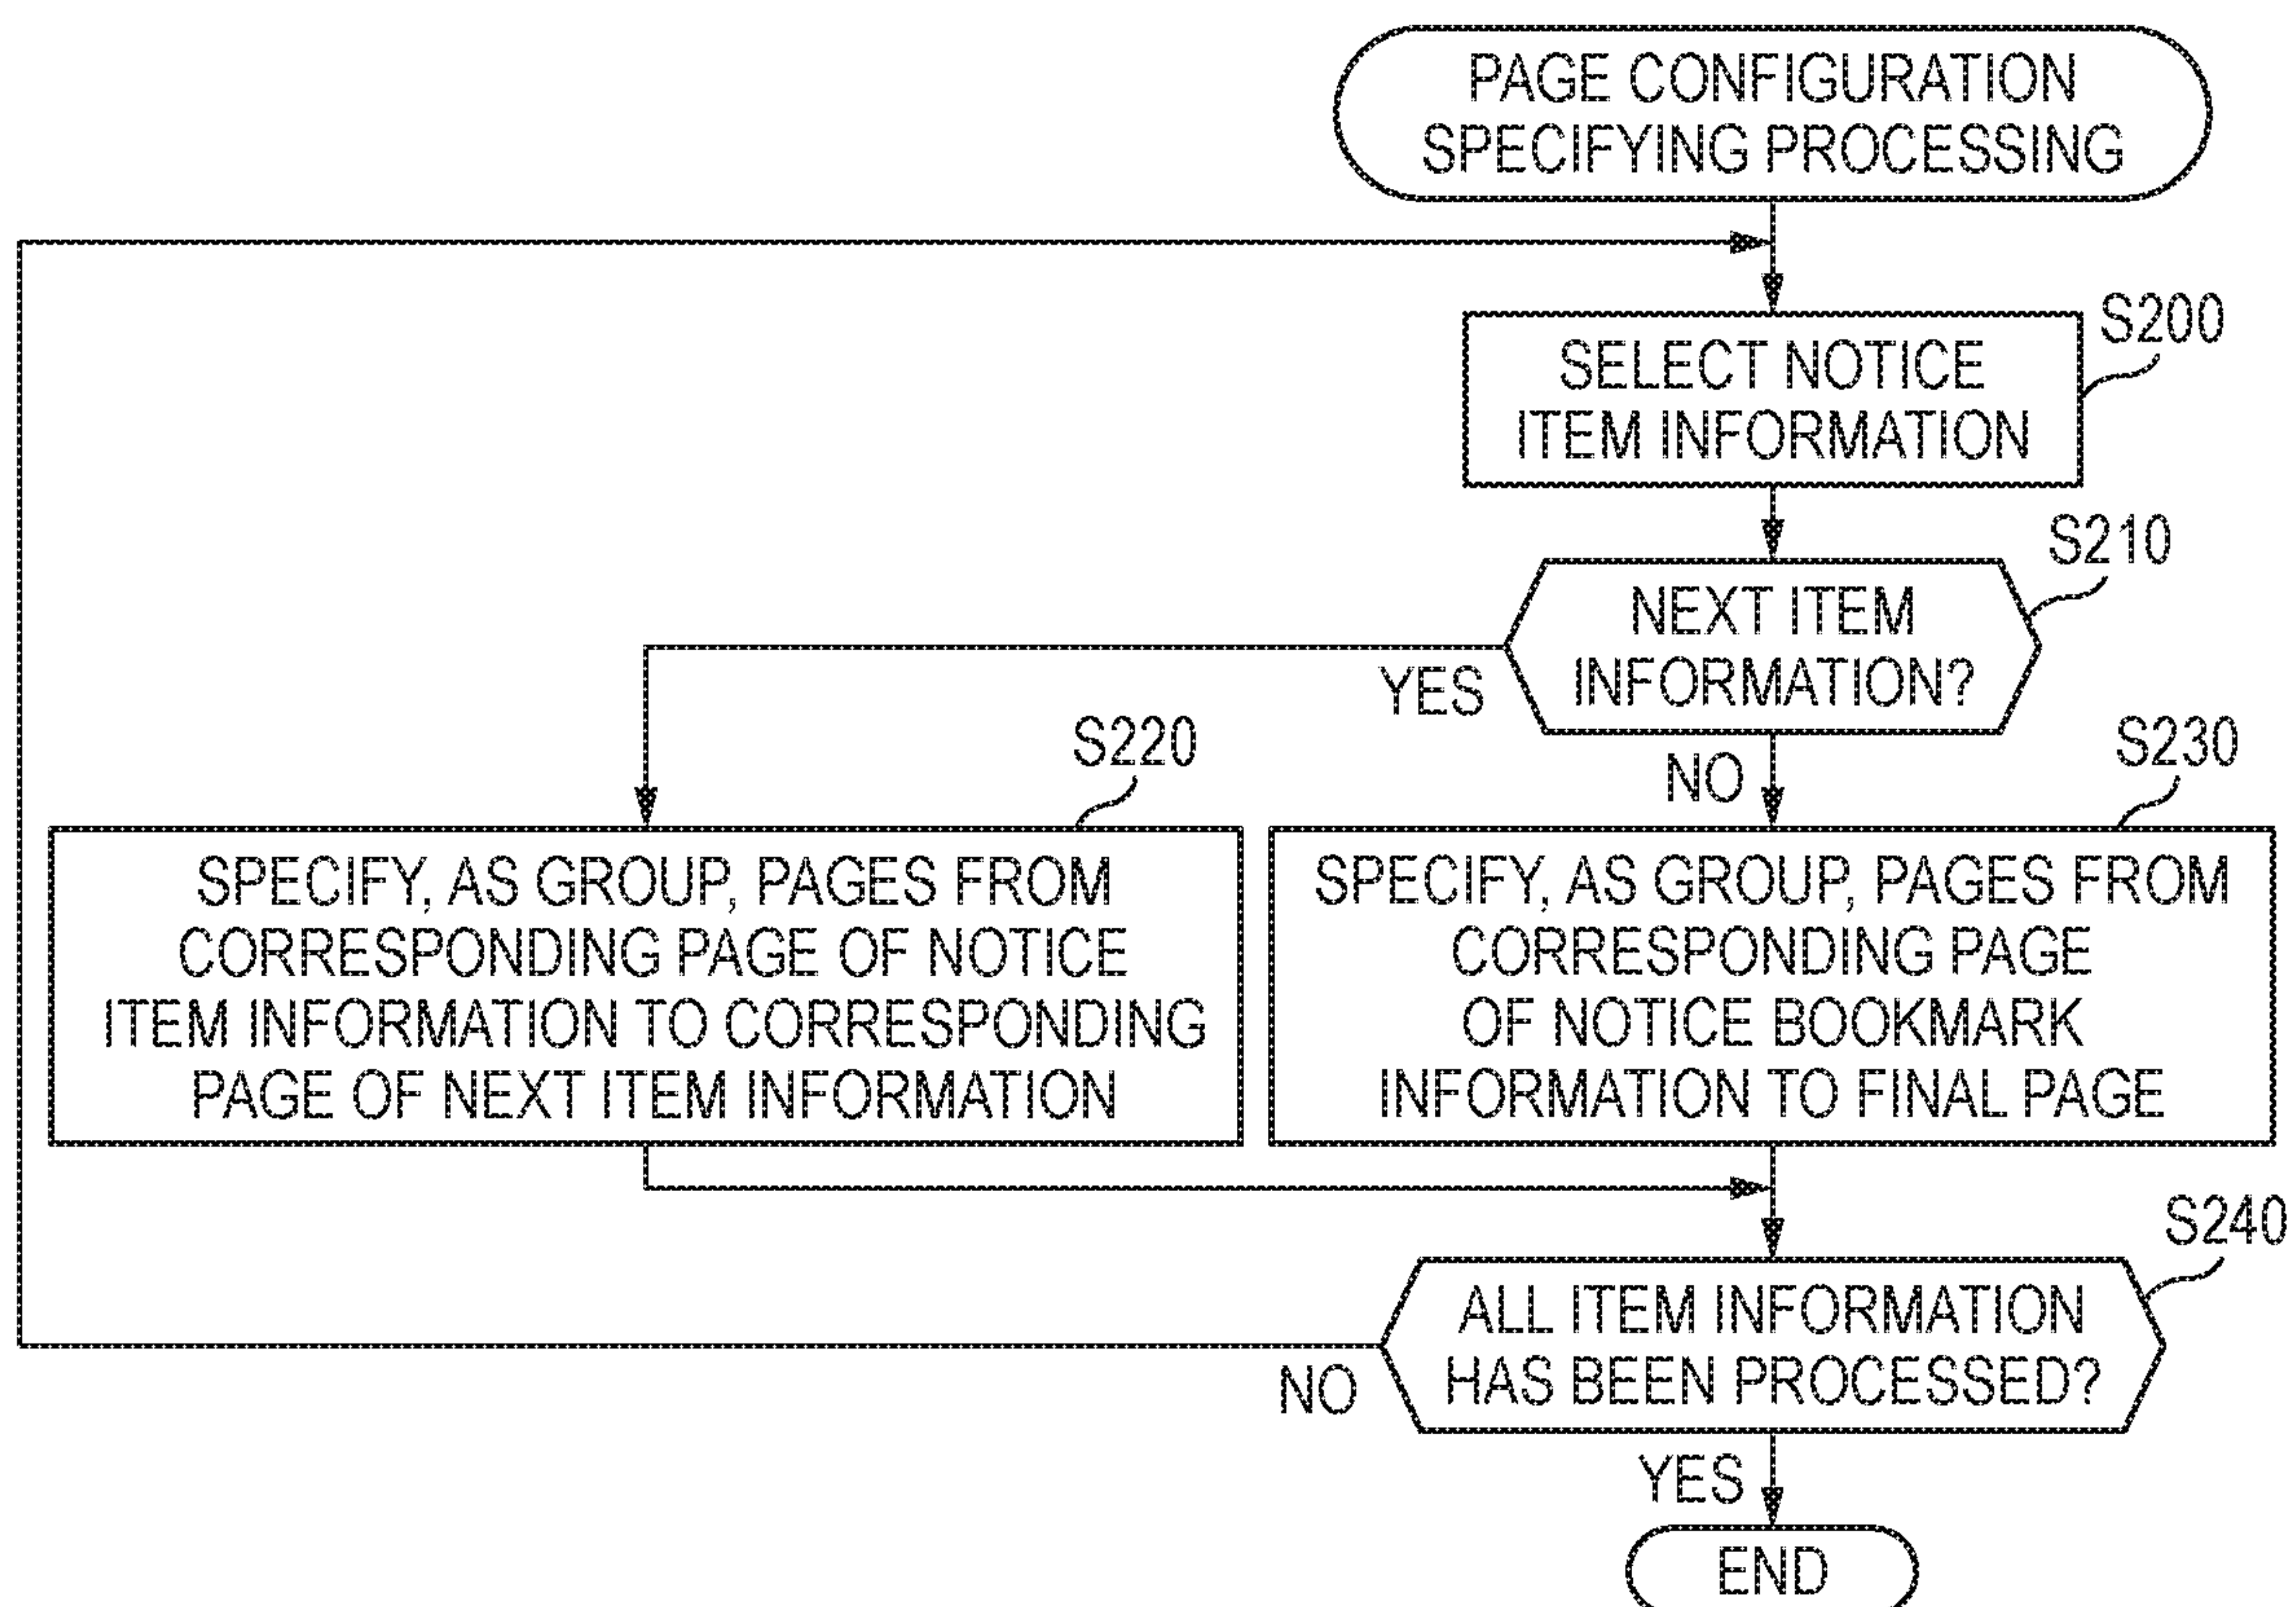 PAGE CONFIGURATION
SPECIFYING PROCESSING
S200
SELECT NOTICE
ITEM INFORMATION
S210
NEXT ITEM
INFORMATION?
YES
NO
S220
SPECIFY, AS GROUP, PAGES FROM
CORRESPONDING PAGE OF NOTICE
ITEM INFORMATION TO CORRESPONDING
PAGE OF NEXT ITEM INFORMATION
S230
SPECIFY, AS GROUP, PAGES FROM
CORRESPONDING PAGE
OF NOTICE BOOKMARK
INFORMATION TO FINAL PAGE
S240
ALL ITEM INFORMATION
HAS BEEN PROCESSED?
NO
YES
END